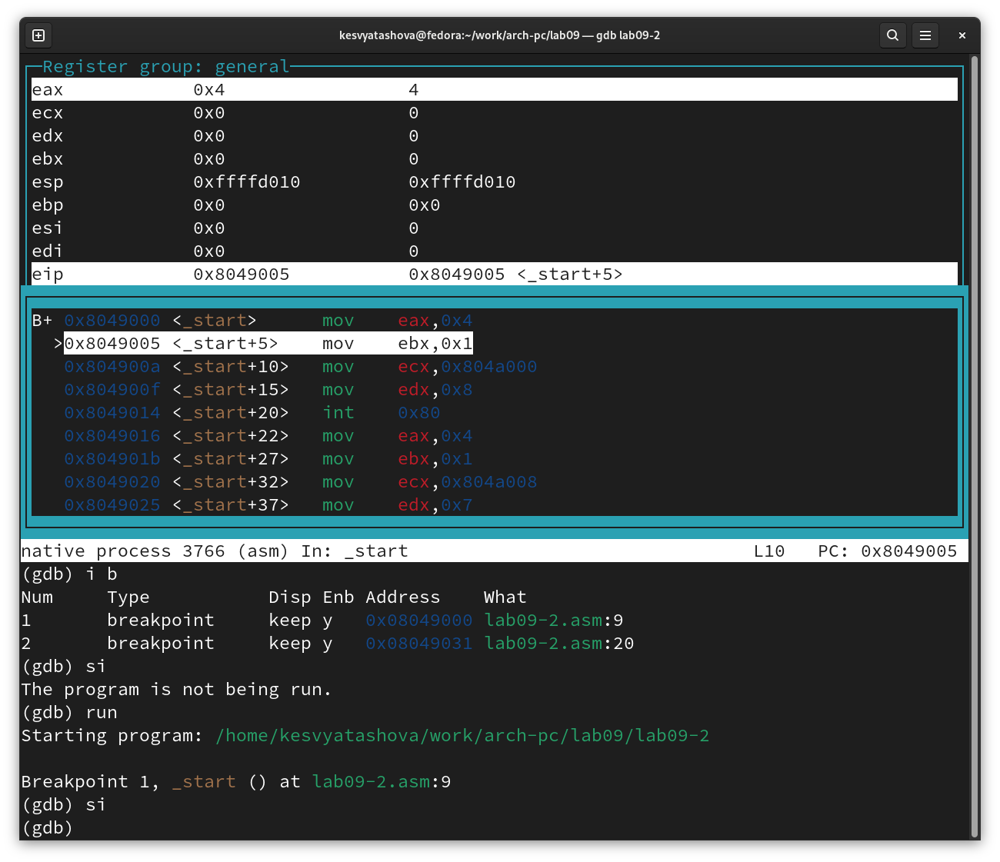 kesvyatashova@fedora:~/work/arch-pc/lab09 — gdb lab09-2
Register group: general
eax 0x4 4
ecx 0x0 0
edx 0x0 0
ebx 0x0 0
esp 0xffffd010 0xffffd010
ebp 0x0 0x0
esi 0x0 0
edi 0x0 0
eip 0x8049005 0x8049005 <_start+5>
B+ 0x8049000 <_start> mov eax,0x4
>0x8049005 <_start+5> mov ebx,0x1
0x804900a <_start+10> mov ecx,0x804a000
0x804900f <_start+15> mov edx,0x8
0x8049014 <_start+20> int 0x80
0x8049016 <_start+22> mov eax,0x4
0x804901b <_start+27> mov ebx,0x1
0x8049020 <_start+32> mov ecx,0x804a008
0x8049025 <_start+37> mov edx,0x7
native process 3766 (asm) In: _start L10 PC: 0x8049005
(gdb) i b
Num Type Disp Enb Address What
1 breakpoint keep y 0x08049000 lab09-2.asm:9
2 breakpoint keep y 0x08049031 lab09-2.asm:20
(gdb) si
The program is not being run.
(gdb) run
Starting program: /home/kesvyatashova/work/arch-pc/lab09/lab09-2
Breakpoint 1, _start () at lab09-2.asm:9
(gdb) si
(gdb)